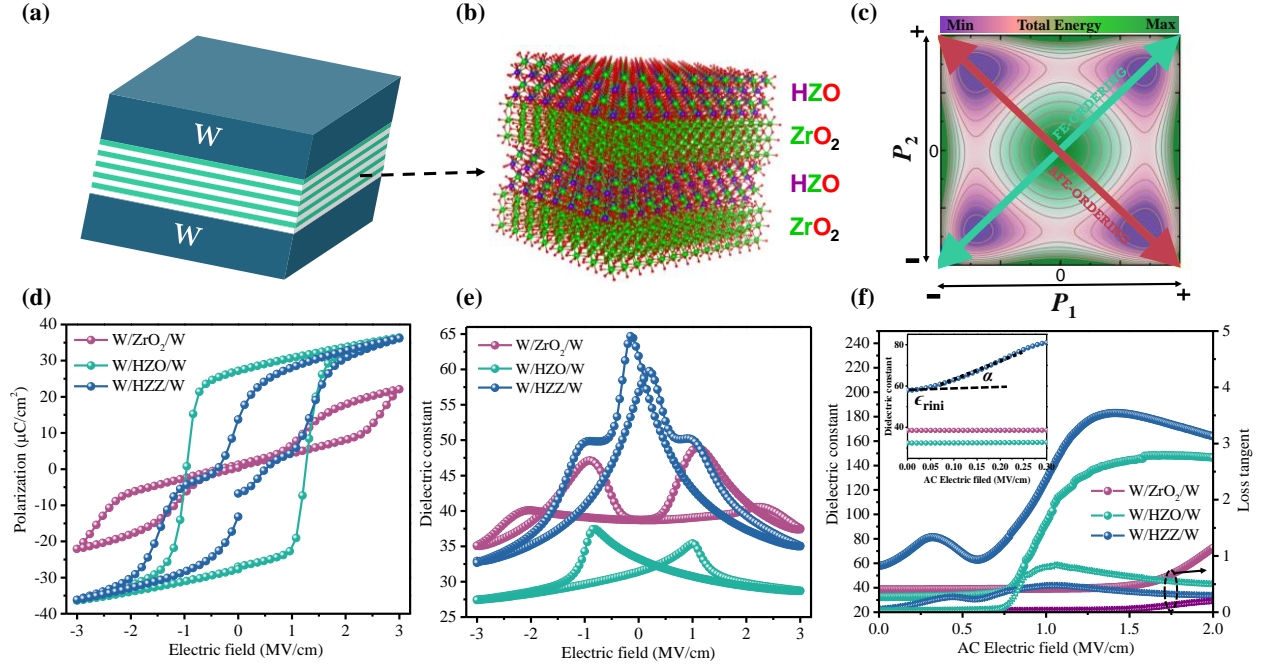 (a)
W
W
(b)
HZO
ZrO₂
HZO
ZrO₂
(c)
Min Total Energy Max
+
P₂
0
-
FE-ORDERING
AFE-ORDERING
0
- P₁ +
(d)
Polarization (μC/cm²)
40
30
20
10
0
-10
-20
-30
-40
W/ZrO₂/W
W/HZO/W
W/HZZ/W
-3 -2 -1 0 1 2 3
Electric field (MV/cm)
(e)
Dielectric constant
65
60
55
50
45
40
35
30
25
W/ZrO₂/W
W/HZO/W
W/HZZ/W
-3 -2 -1 0 1 2 3
Electric field (MV/cm)
(f)
Dielectric constant
240
220
200
180
160
140
120
100
80
60
40
20
Dielectric constant
80
60
40
α
ϵrini
0.00 0.05 0.10 0.15 0.20 0.25 0.30
AC Electric filed (MV/cm)
W/ZrO₂/W
W/HZO/W
W/HZZ/W
5
4
3
2
1
0
Loss tangent
0.0 0.5 1.0 1.5 2.0
AC Electric field (MV/cm)